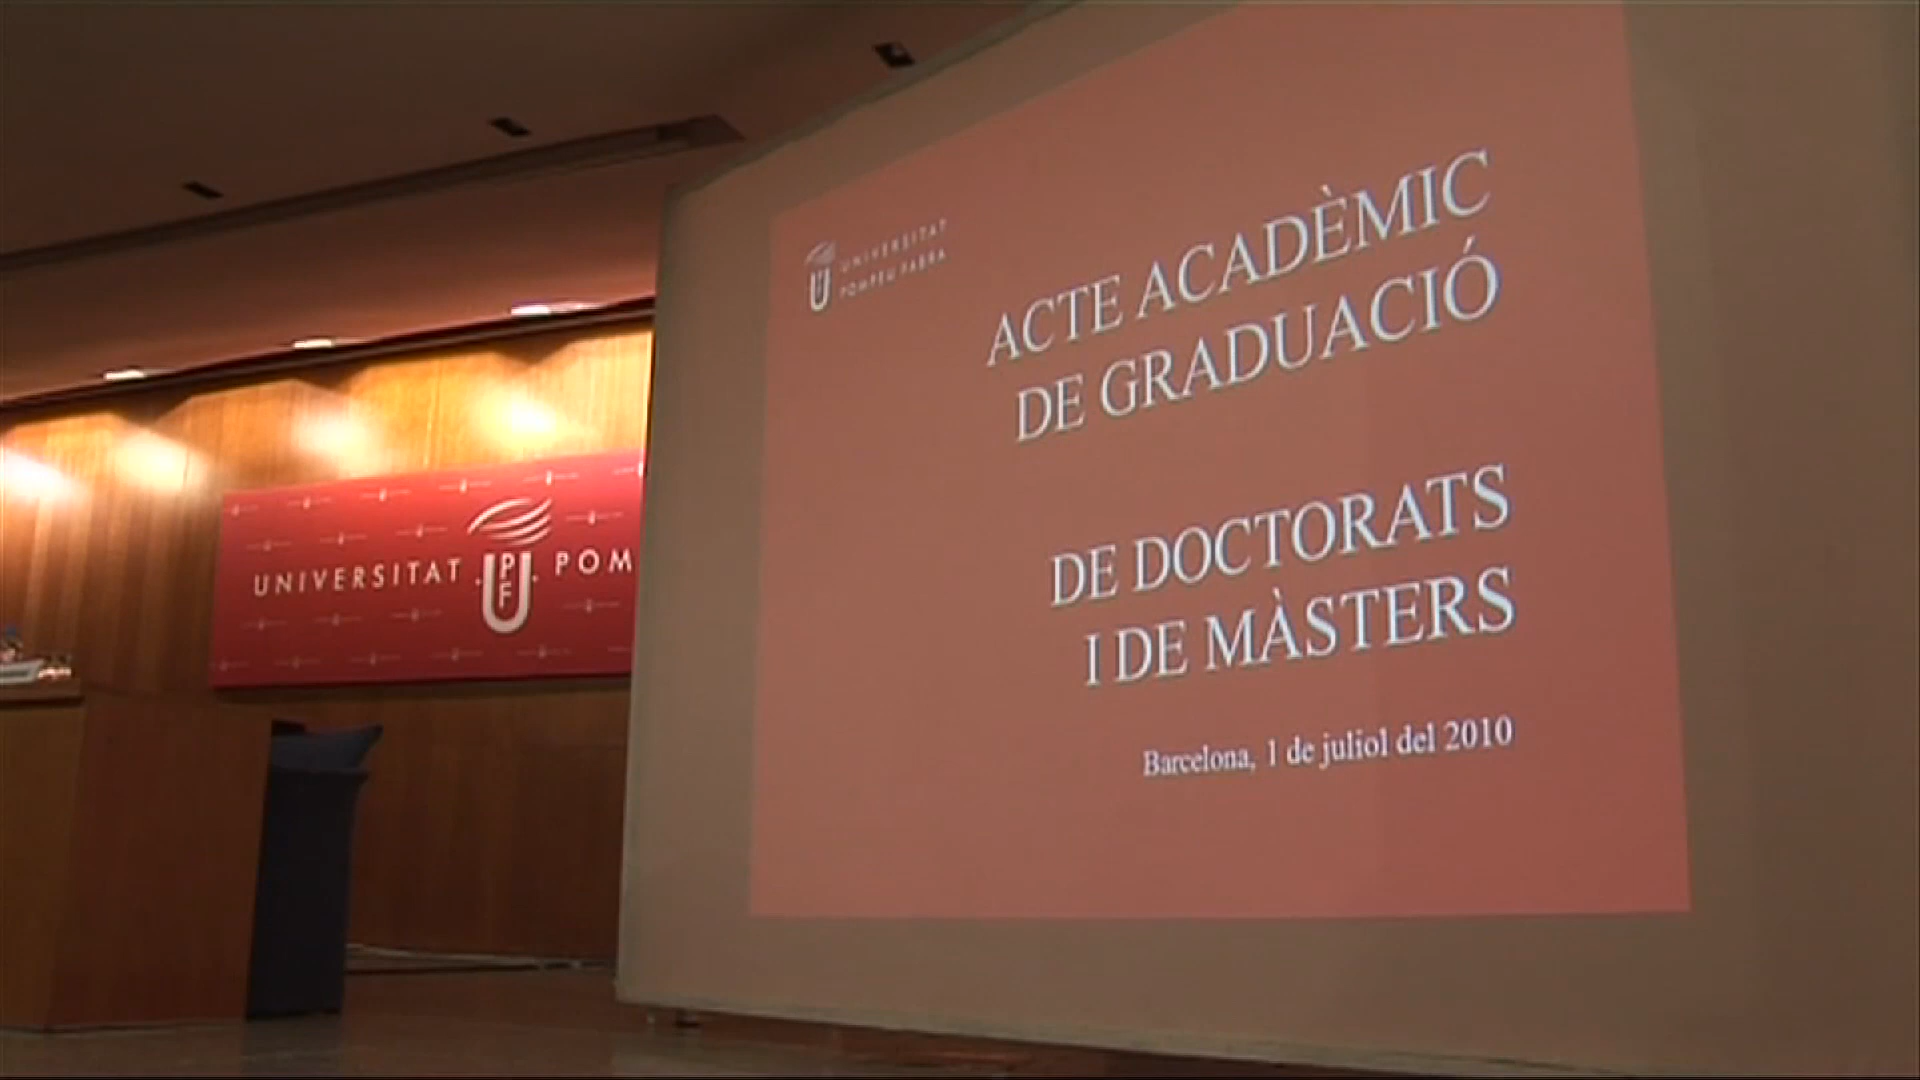 UNIVERSITAT
POMPEU FABRA
ACTE ACADÈMIC
DE GRADUACIÓ
DE DOCTORATS
I DE MÀSTERS
Barcelona, 1 de juliol del 2010
UNIVERSITAT UPF POM